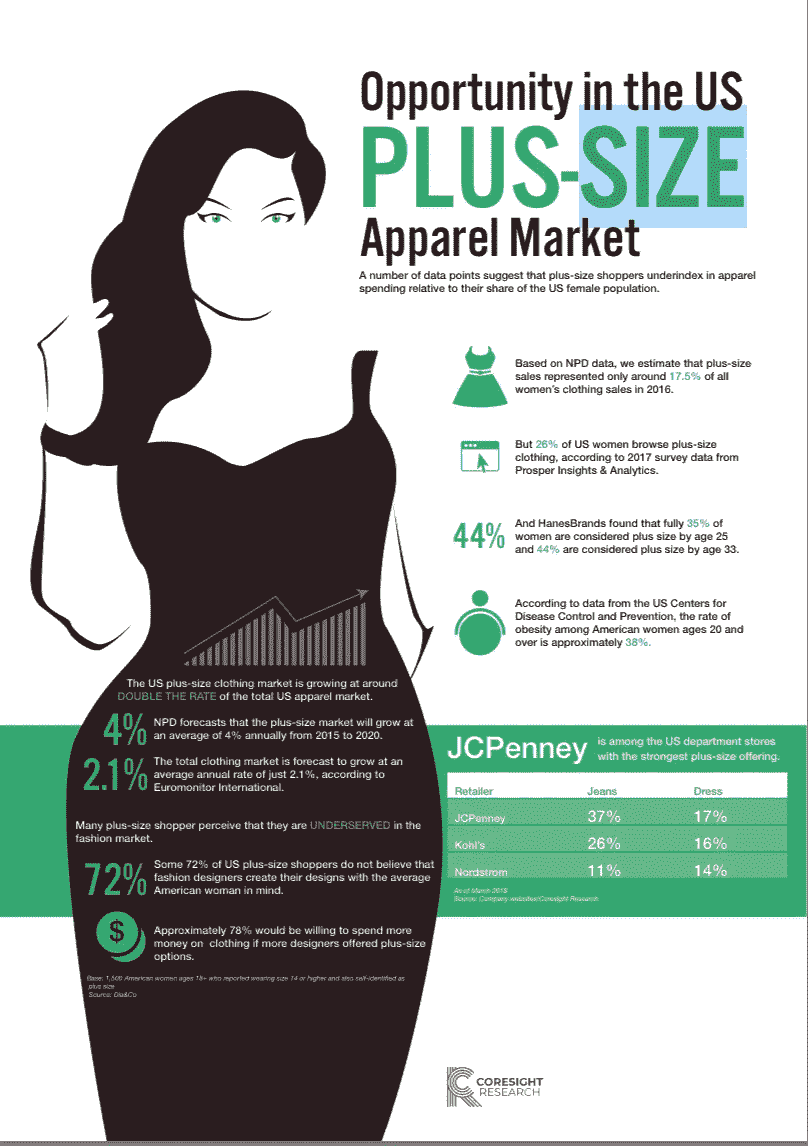 Opportunity in the US
PLUS-SIZE
Apparel Market
A number of data points suggest that plus-size shoppers underindex in apparel
spending relative to their share of the US female population.
Based on NPD data, we estimate that plus-size
sales represented only around 17.5% of all
women's clothing sales in 2016.
But 26% of US women browse plus-size
clothing, according to 2017 survey data from
Prosper Insights & Analytics.
44%
And HanesBrands found that fully 35% of
women are considered plus size by age 25
and 44% are considered plus size by age 33.
According to data from the US Centers for
Disease Control and Prevention, the rate of
obesity among American women ages 20 and
over is approximately 38%.
The US plus-size clothing market is growing at around
DOUBLE THE RATE of the total US apparel market.
4%
NPD forecasts that the plus-size market will grow at
an average of 4% annually from 2015 to 2020.
2.1%
The total clothing market is forecast to grow at an
average annual rate of just 2.1%, according to
Euromonitor International.
Many plus-size shopper perceive that they are UNDERSERVED in the
fashion market.
72%
Some 72% of US plus-size shoppers do not believe that
fashion designers create their designs with the average
American woman in mind.
$
Approximately 78% would be willing to spend more
money on clothing if more designers offered plus-size
options.
Base: 1,500 American women ages 18+ who reported wearing size 14 or higher and also self-identified as
plus size
Source: Dia&Co
JCPenney
is among the US department stores
with the strongest plus-size offering.
Retailer Jeans Dress
JCPenney 37% 17%
Kohl's 26% 16%
Nordstrom 11% 14%
As of March 2018
Source: Company websites/Coresight Research
CORESIGHT
RESEARCH